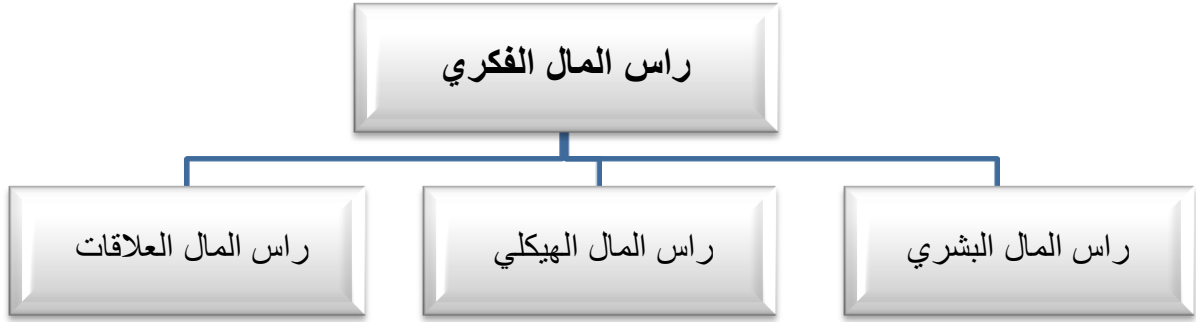 راس المال الفكري
راس المال البشري
راس المال الهيكلي
راس المال العلاقات